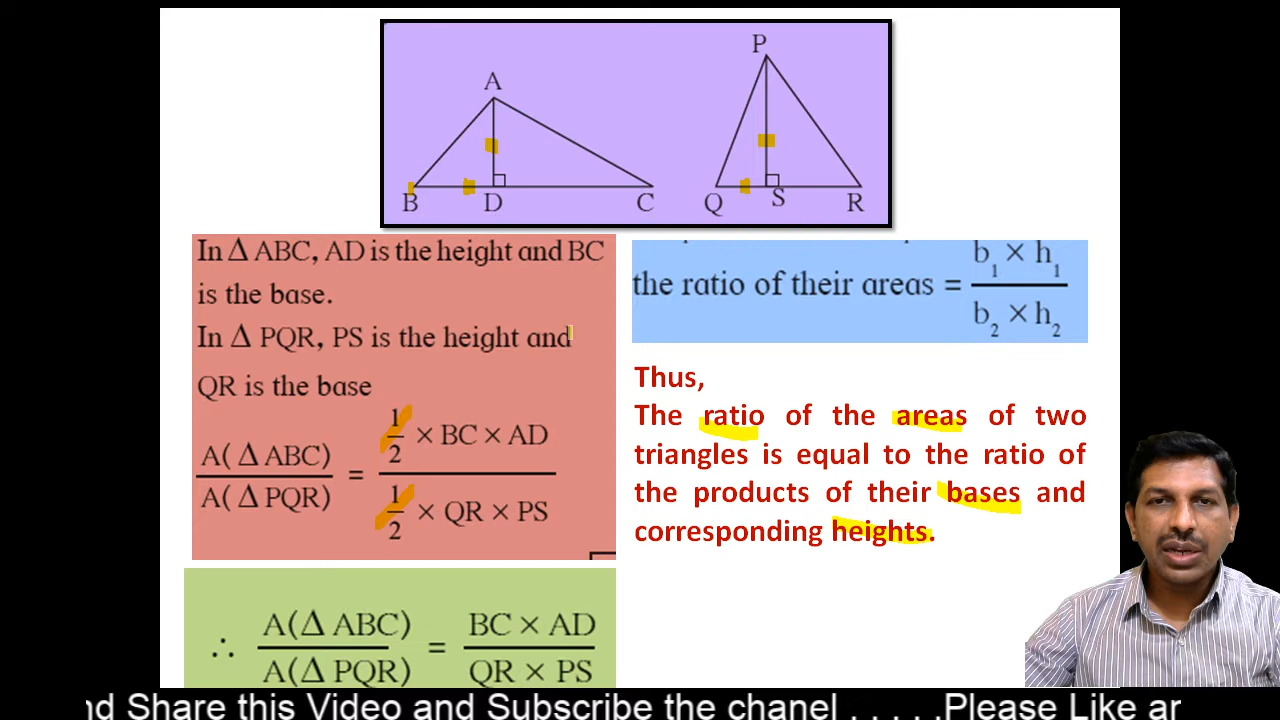 A
B
D
C
P
Q
S
R
In Δ ABC, AD is the height and BC
is the base.
In Δ PQR, PS is the height and
QR is the base
A( Δ ABC) / A( Δ PQR) = 1/2 × BC × AD / 1/2 × QR × PS
∴ A(Δ ABC) / A(Δ PQR) = BC × AD / QR × PS
the ratio of their areas = b₁ × h₁ / b₂ × h₂
Thus,
The ratio of the areas of two
triangles is equal to the ratio of
the products of their bases and
corresponding heights.
nd Share this Video and Subscribe the chanel . . . . .Please Like ar